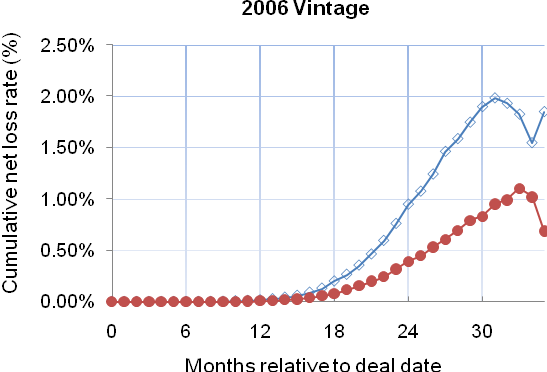 2006 Vintage
Cumulative net loss rate (%)
2.50%
2.00%
1.50%
1.00%
0.50%
0.00%
0 6 12 18 24 30
Months relative to deal date